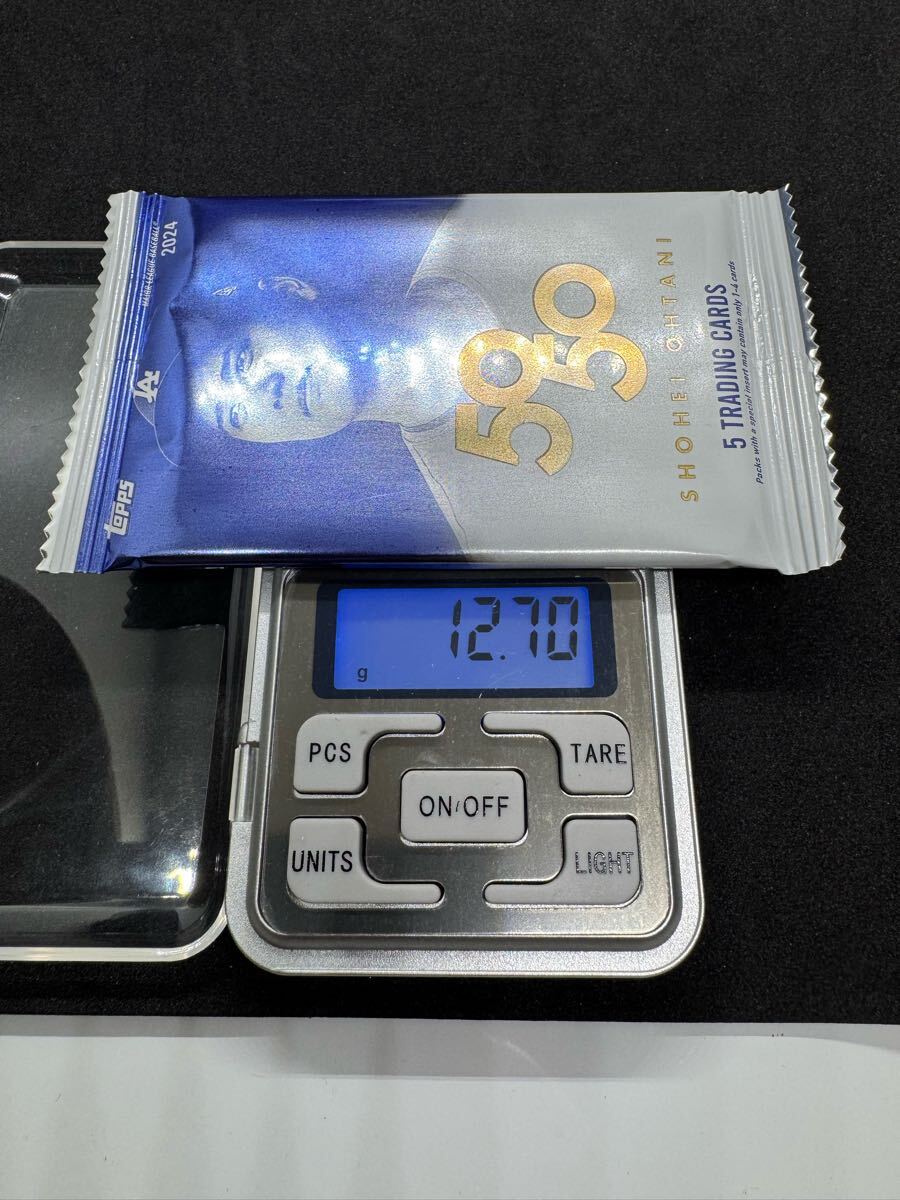 topps
LA
MAJOR LEAGUE BASEBALL®
2024
50
50
SHOHEI OHTANI
5 TRADING CARDS
Packs with a special insert may contain only 1-4 cards
12.70
g
PCS
TARE
ON/OFF
UNITS
LIGHT